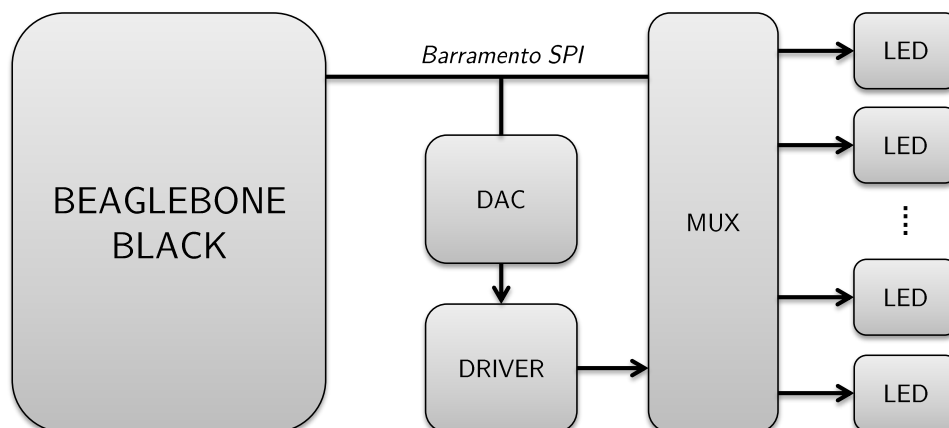 Barramento SPI
BEAGLEBONE
BLACK
DAC
DRIVER
MUX
LED
LED
LED
LED